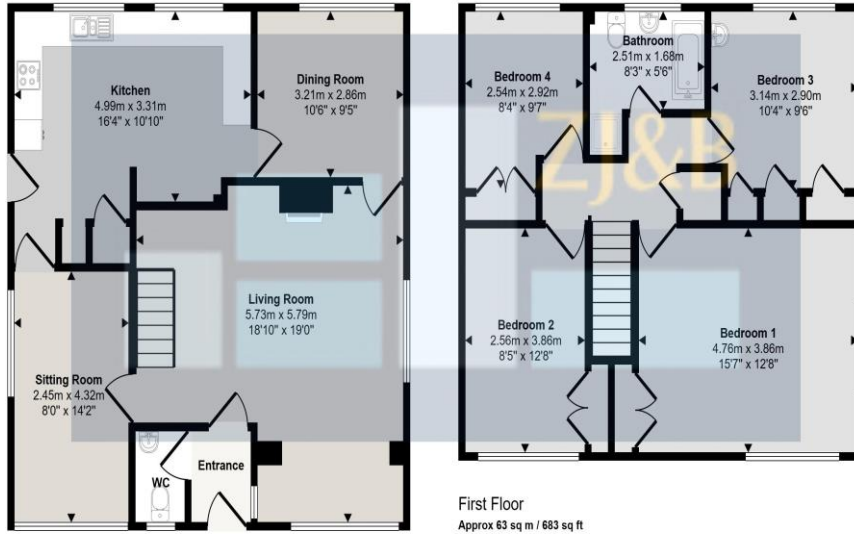 Kitchen
4.99m x 3.31m
16'4" x 10'10"
Dining Room
3.21m x 2.86m
10'6" x 9'5"
Living Room
5.73m x 5.79m
18'10" x 19'0"
Sitting Room
2.45m x 4.32m
8'0" x 14'2"
WC
Entrance
Bedroom 4
2.54m x 2.92m
8'4" x 9'7"
Bathroom
2.51m x 1.68m
8'3" x 5'6"
Bedroom 3
3.14m x 2.90m
10'4" x 9'6"
ZJ&B
Bedroom 2
2.56m x 3.86m
8'5" x 12'8"
Bedroom 1
4.76m x 3.86m
15'7" x 12'8"
First Floor
Approx 63 sq m / 683 sq ft